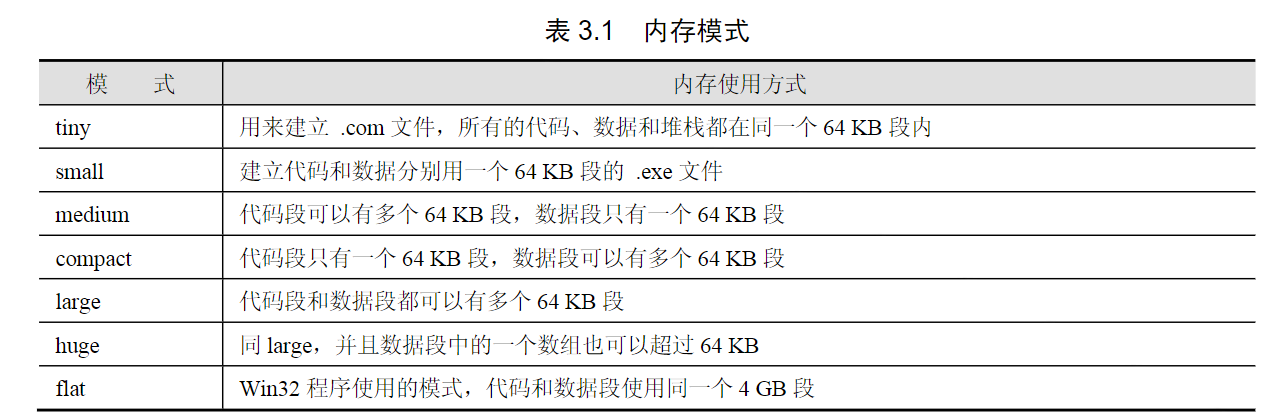 表 3.1 内存模式
模 式 内存使用方式
tiny 用来建立 .com 文件，所有的代码、数据和堆栈都在同一个 64 KB 段内
small 建立代码和数据分别用一个 64 KB 段的 .exe 文件
medium 代码段可以有多个 64 KB 段，数据段只有一个 64 KB 段
compact 代码段只有一个 64 KB 段，数据段可以有多个 64 KB 段
large 代码段和数据段都可以有多个 64 KB 段
huge 同 large，并且数据段中的一个数组也可以超过 64 KB
flat Win32 程序使用的模式，代码和数据段使用同一个 4 GB 段